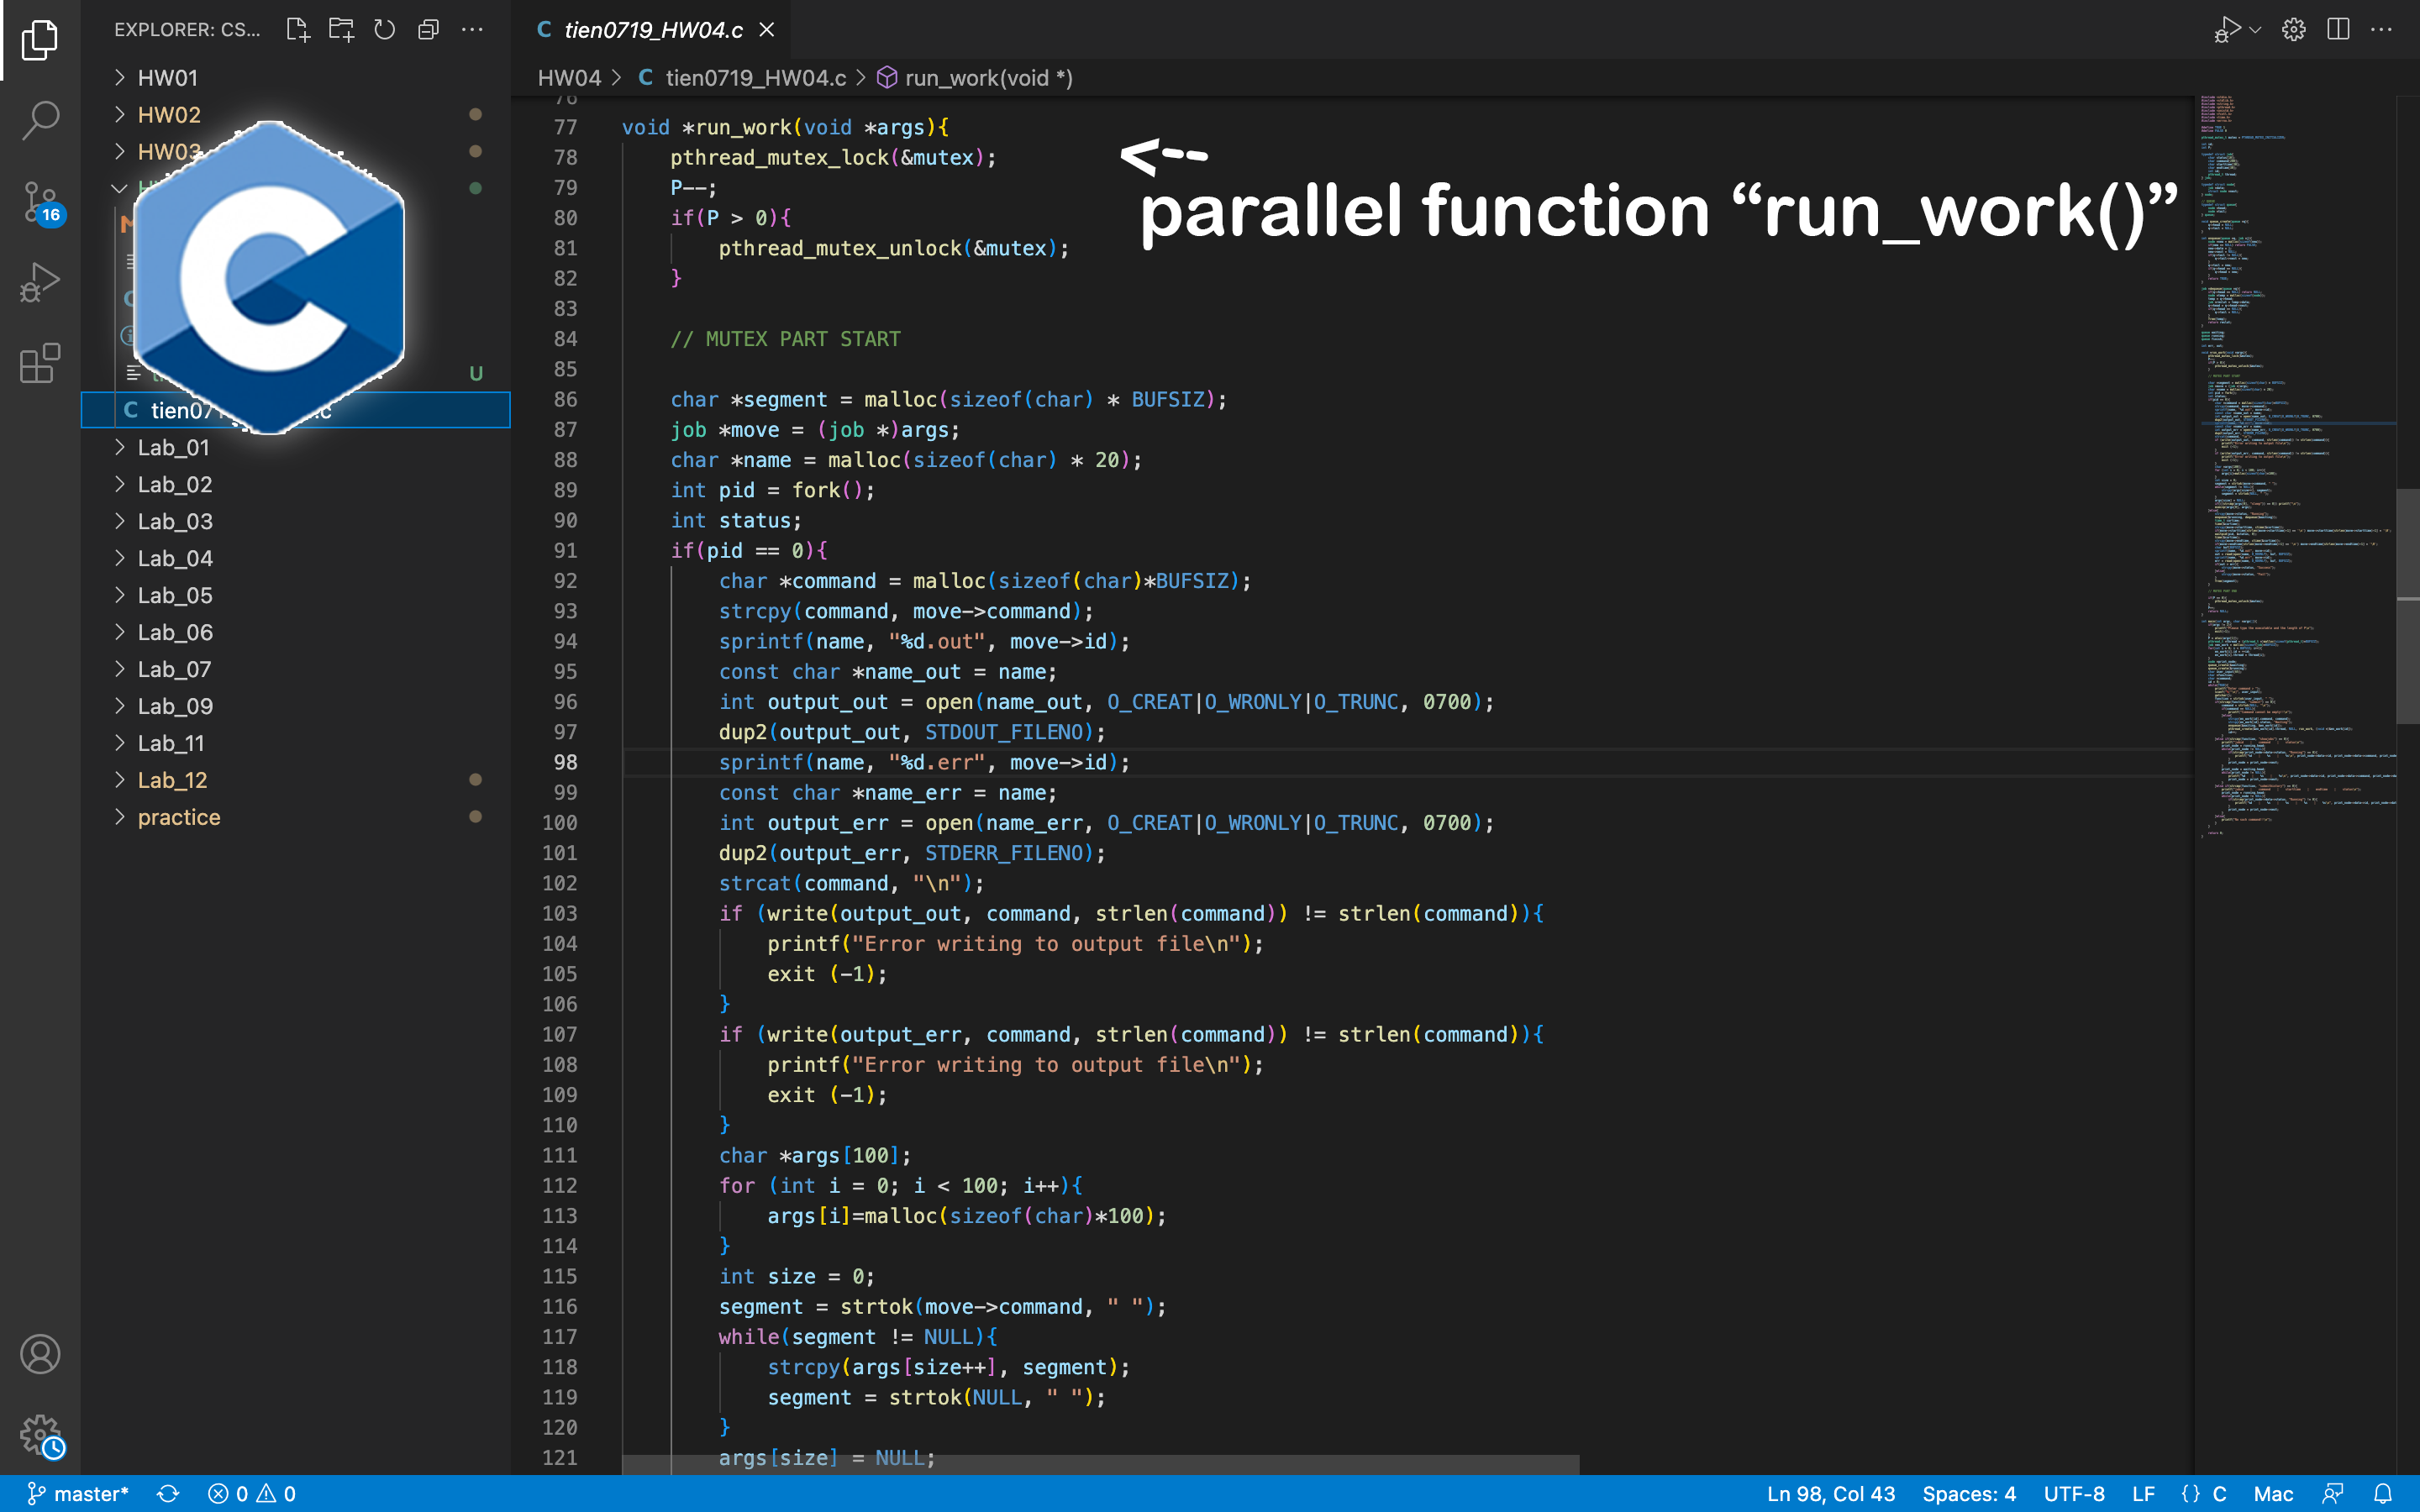 EXPLORER: CS...
HW01
HW02
HW03
16
U
C tien07
.c
Lab_01
Lab_02
Lab_03
Lab_04
Lab_05
Lab_06
Lab_07
Lab_09
Lab_11
Lab_12
practice
C tien0719_HW04.c
HW04 > C tien0719_HW04.c > run_work(void *)
parallel function “run_work()”
76
77 void *run_work(void *args){
78 pthread_mutex_lock(&mutex);
79 P--;
80 if(P > 0){
81 pthread_mutex_unlock(&mutex);
82 }
83
84 // MUTEX PART START
85
86 char *segment = malloc(sizeof(char) * BUFSIZ);
87 job *move = (job *)args;
88 char *name = malloc(sizeof(char) * 20);
89 int pid = fork();
90 int status;
91 if(pid == 0){
92 char *command = malloc(sizeof(char)*BUFSIZ);
93 strcpy(command, move->command);
94 sprintf(name, "%d.out", move->id);
95 const char *name_out = name;
96 int output_out = open(name_out, O_CREAT|O_WRONLY|O_TRUNC, 0700);
97 dup2(output_out, STDOUT_FILENO);
98 sprintf(name, "%d.err", move->id);
99 const char *name_err = name;
100 int output_err = open(name_err, O_CREAT|O_WRONLY|O_TRUNC, 0700);
101 dup2(output_err, STDERR_FILENO);
102 strcat(command, "\n");
103 if (write(output_out, command, strlen(command)) != strlen(command)){
104 printf("Error writing to output file\n");
105 exit (-1);
106 }
107 if (write(output_err, command, strlen(command)) != strlen(command)){
108 printf("Error writing to output file\n");
109 exit (-1);
110 }
111 char *args[100];
112 for (int i = 0; i < 100; i++){
113 args[i]=malloc(sizeof(char)*100);
114 }
115 int size = 0;
116 segment = strtok(move->command, " ");
117 while(segment != NULL){
118 strcpy(args[size++], segment);
119 segment = strtok(NULL, " ");
120 }
121 args[size] = NULL;
master* 0 0
Ln 98, Col 43 Spaces: 4 UTF-8 LF {} C Mac